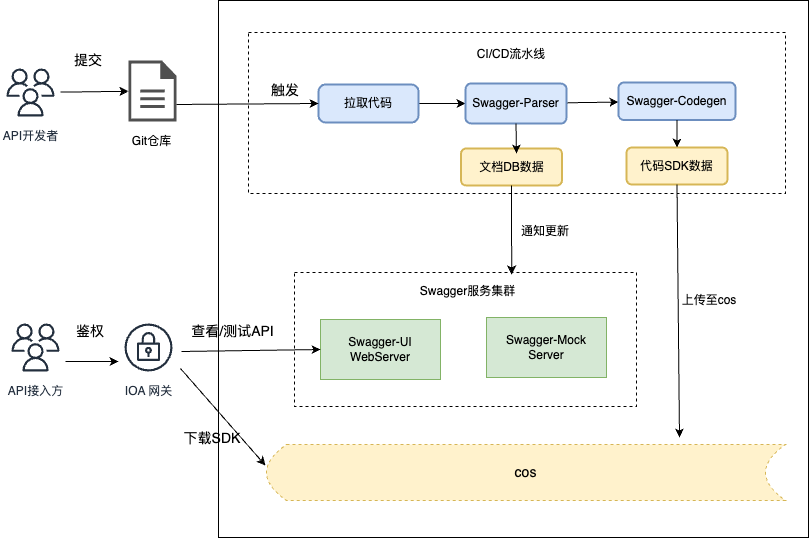 CI/CD流水线
提交
触发
拉取代码
Swagger-Parser
Swagger-Codegen
API开发者
Git仓库
文档DB数据
代码SDK数据
通知更新
上传至cos
Swagger服务集群
鉴权
查看/测试API
Swagger-UI
WebServer
Swagger-Mock
Server
API接入方
IOA 网关
下载SDK
cos